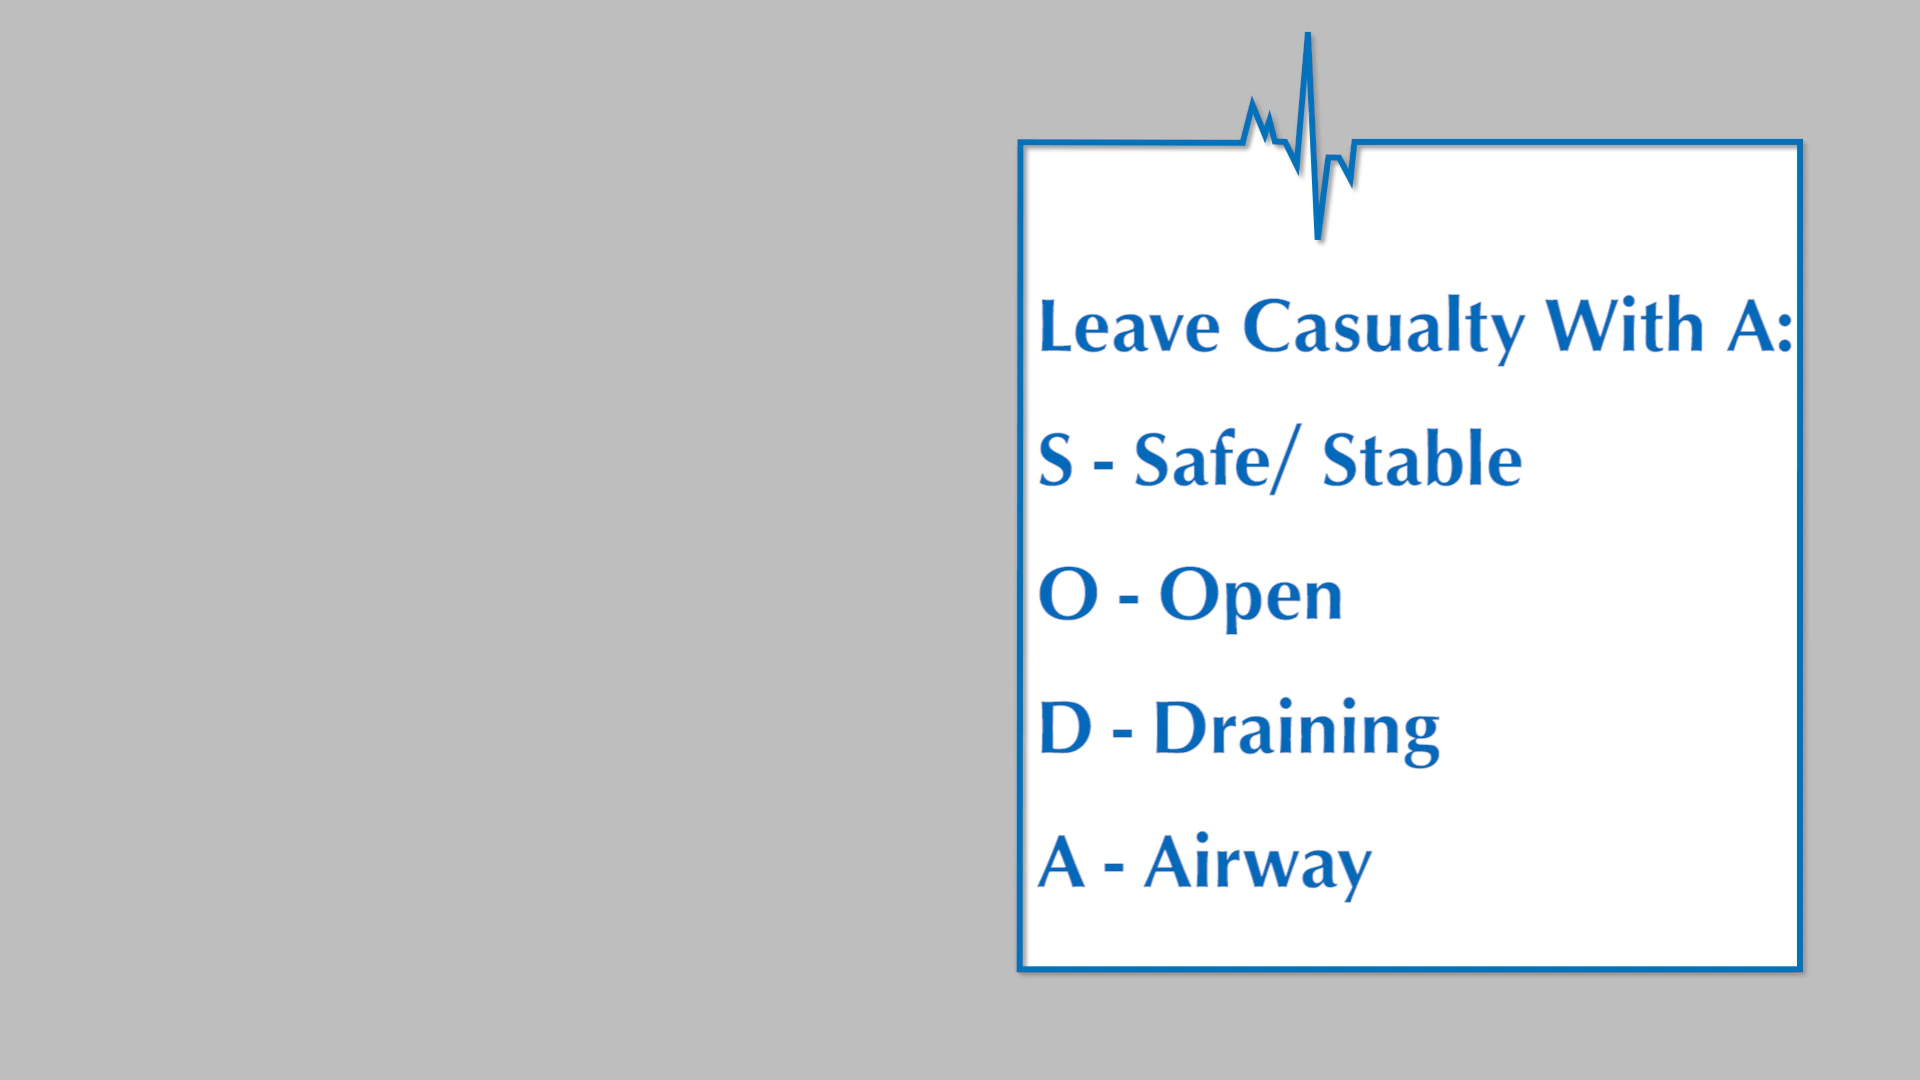 Leave Casualty With A:
S - Safe/ Stable
O - Open
D - Draining
A - Airway